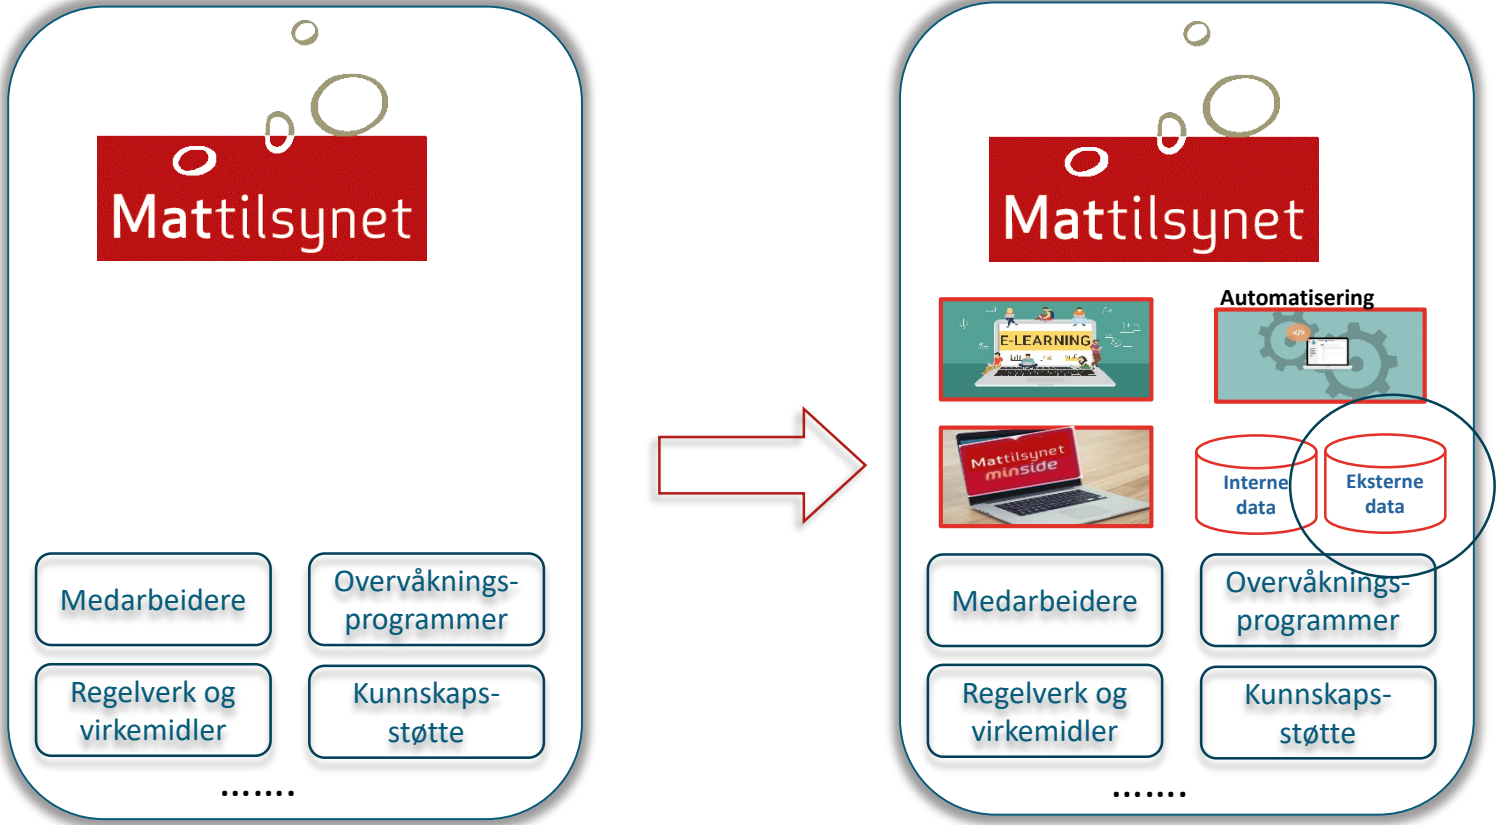 Mattilsynet
Medarbeidere
Overvåknings-
programmer
Regelverk og
virkemidler
Kunnskaps-
støtte
.......
Mattilsynet
E-LEARNING
Automatisering
</>
Mattilsynet
minside
Interne
data
Eksterne
data
Medarbeidere
Overvåknings-
programmer
Regelverk og
virkemidler
Kunnskaps-
støtte
.......